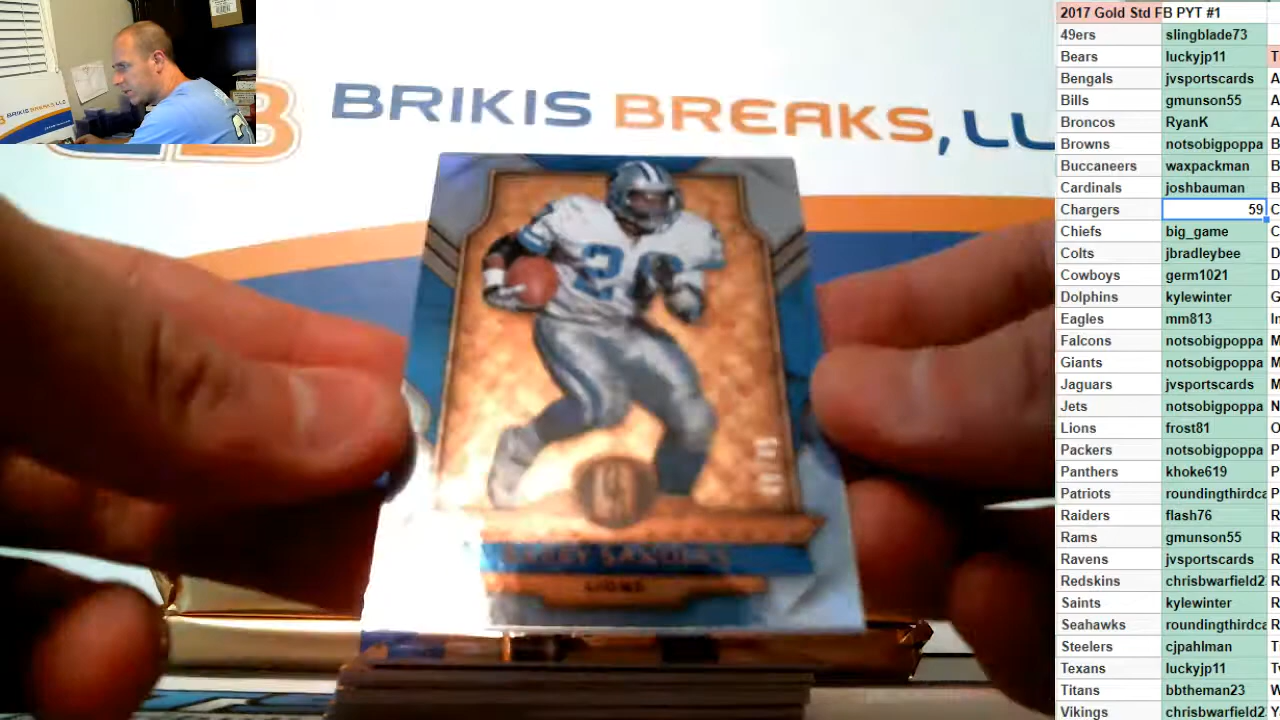 BRIKIS BREAKS, LL
BARRY SANDERS
LIONS
2017 Gold Std FB PYT #1
49ers slingblade73
Bears luckyjp11 T
Bengals jvsportscards A
Bills gmunson55 A
Broncos RyanK A
Browns notsobigpoppa B
Buccaneers waxpackman B
Cardinals joshbauman B
Chargers 59 C
Chiefs big_game C
Colts jbradleybee D
Cowboys germ1021 D
Dolphins kylewinter G
Eagles mm813 In
Falcons notsobigpoppa M
Giants notsobigpoppa M
Jaguars jvsportscards M
Jets notsobigpoppa N
Lions frost81 O
Packers notsobigpoppa P
Panthers khoke619 P
Patriots roundingthirdca P
Raiders flash76 R
Rams gmunson55 R
Ravens jvsportscards R
Redskins chrisbwarfield2 R
Saints kylewinter R
Seahawks roundingthirdca R
Steelers cjpahlman T
Texans luckyjp11 T
Titans bbtheman23 W
Vikings chrisbwarfield2 Y